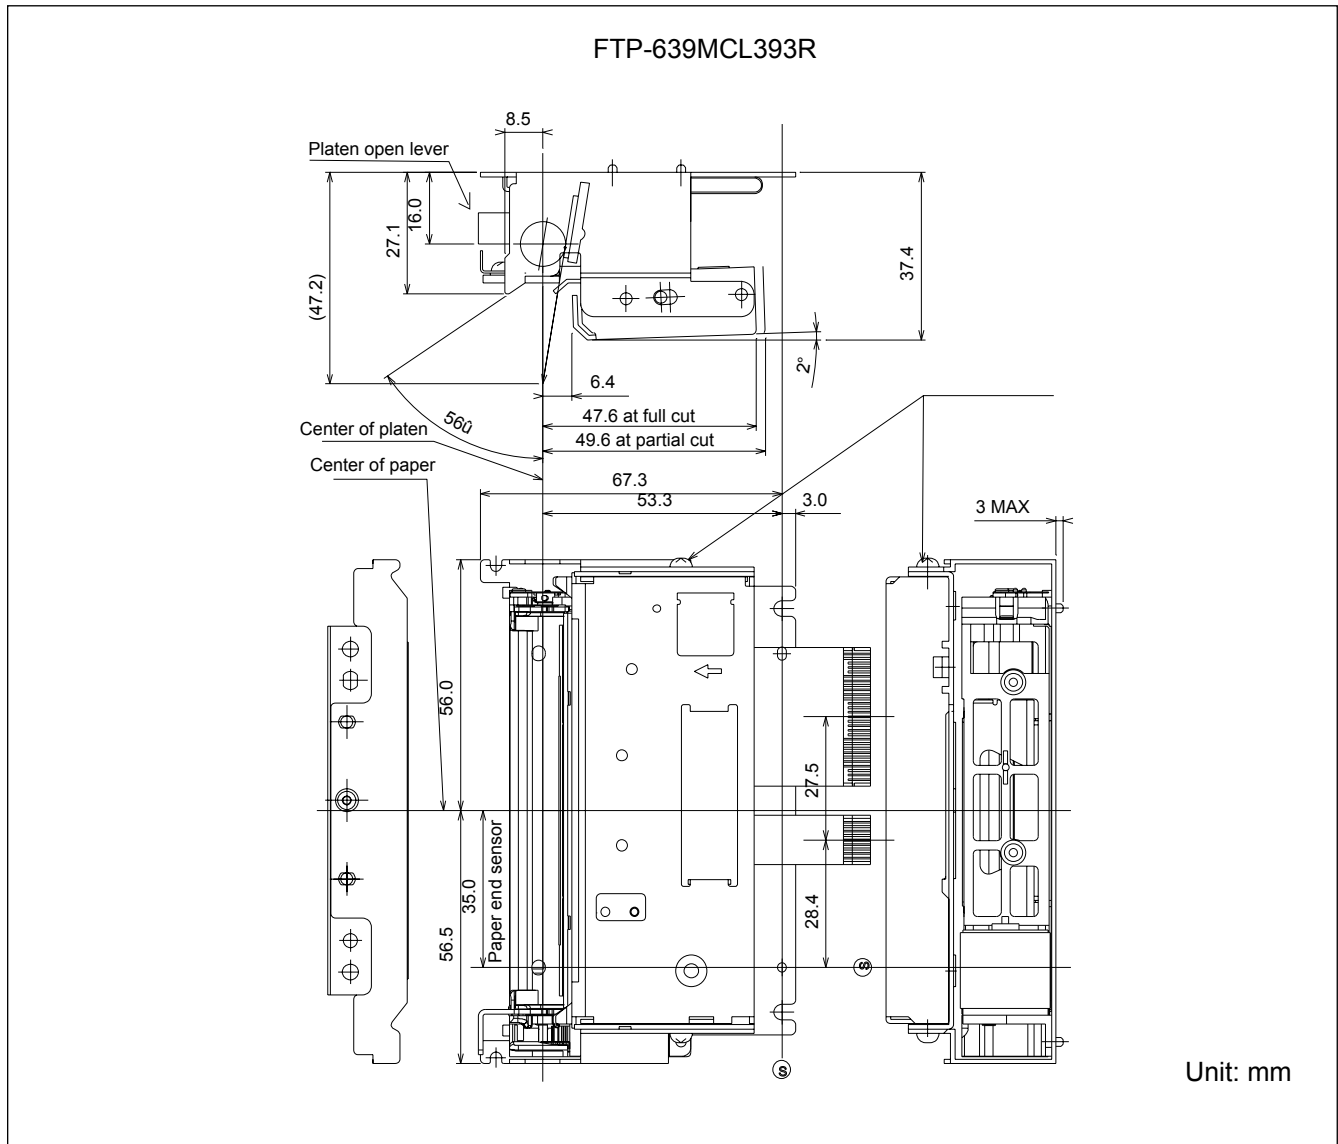 FTP-639MCL393R
8.5
Platen open lever
16.0
27.1
(47.2)
37.4
2°
6.4
56û
47.6 at full cut
Center of platen
49.6 at partial cut
Center of paper
67.3
53.3
3.0
3 MAX
56.0
27.5
35.0
Paper end sensor
56.5
28.4
S
S
Unit: mm